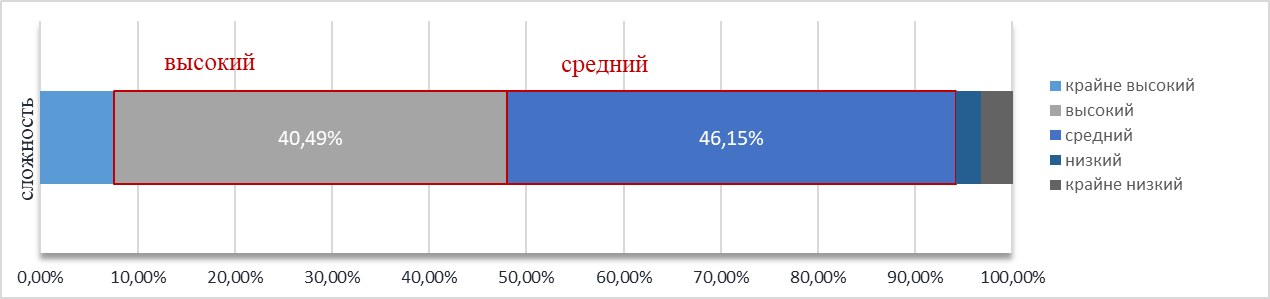 высокий
средний
сложность
40,49%
46,15%
крайне высокий
высокий
средний
низкий
крайне низкий
0,00% 10,00% 20,00% 30,00% 40,00% 50,00% 60,00% 70,00% 80,00% 90,00% 100,00%